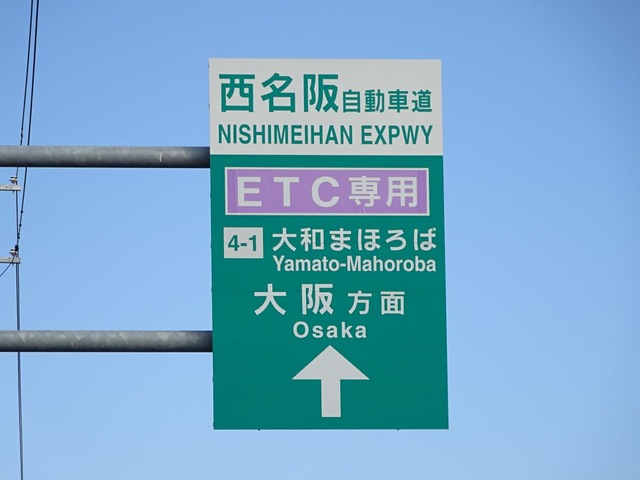 西名阪自動車道
NISHIMEIHAN EXPWY
ETC専用
4-1 大和まほろば
Yamato-Mahoroba
大阪方面
Osaka